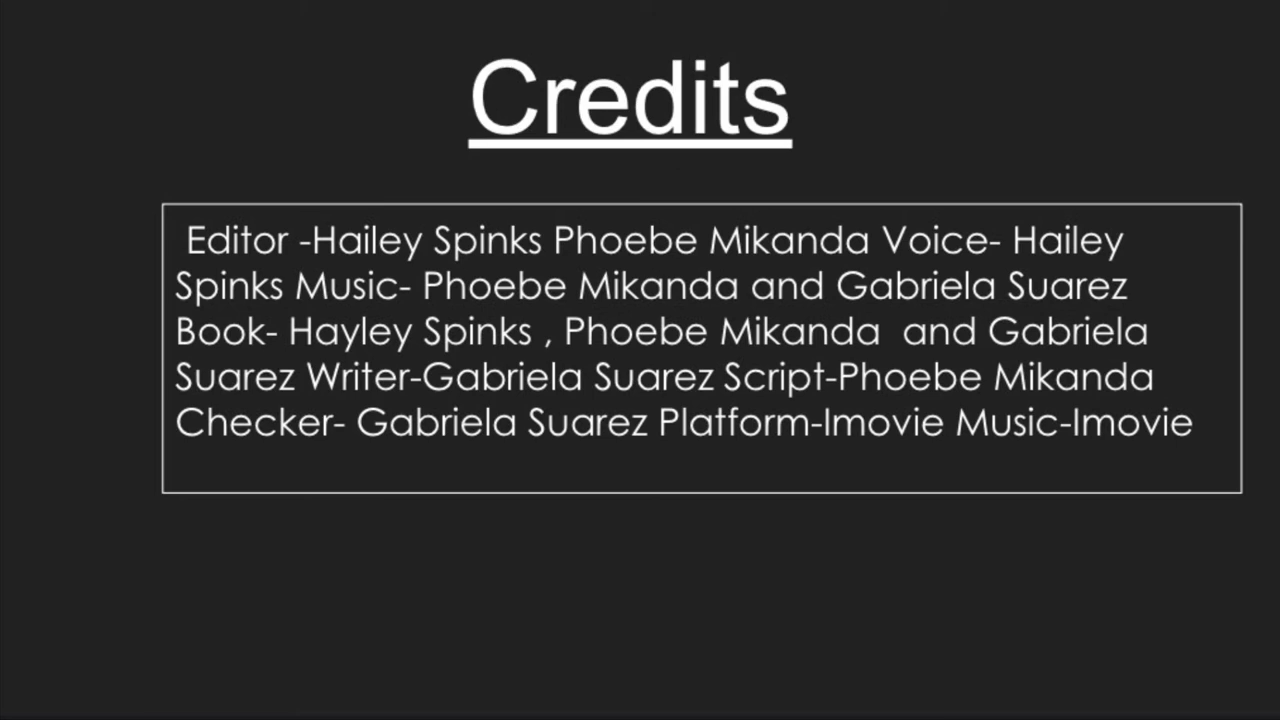 Credits
Editor -Hailey Spinks Phoebe Mikanda Voice- Hailey
Spinks Music- Phoebe Mikanda and Gabriela Suarez
Book- Hayley Spinks , Phoebe Mikanda  and Gabriela
Suarez Writer-Gabriela Suarez Script-Phoebe Mikanda
Checker- Gabriela Suarez Platform-Imovie Music-Imovie